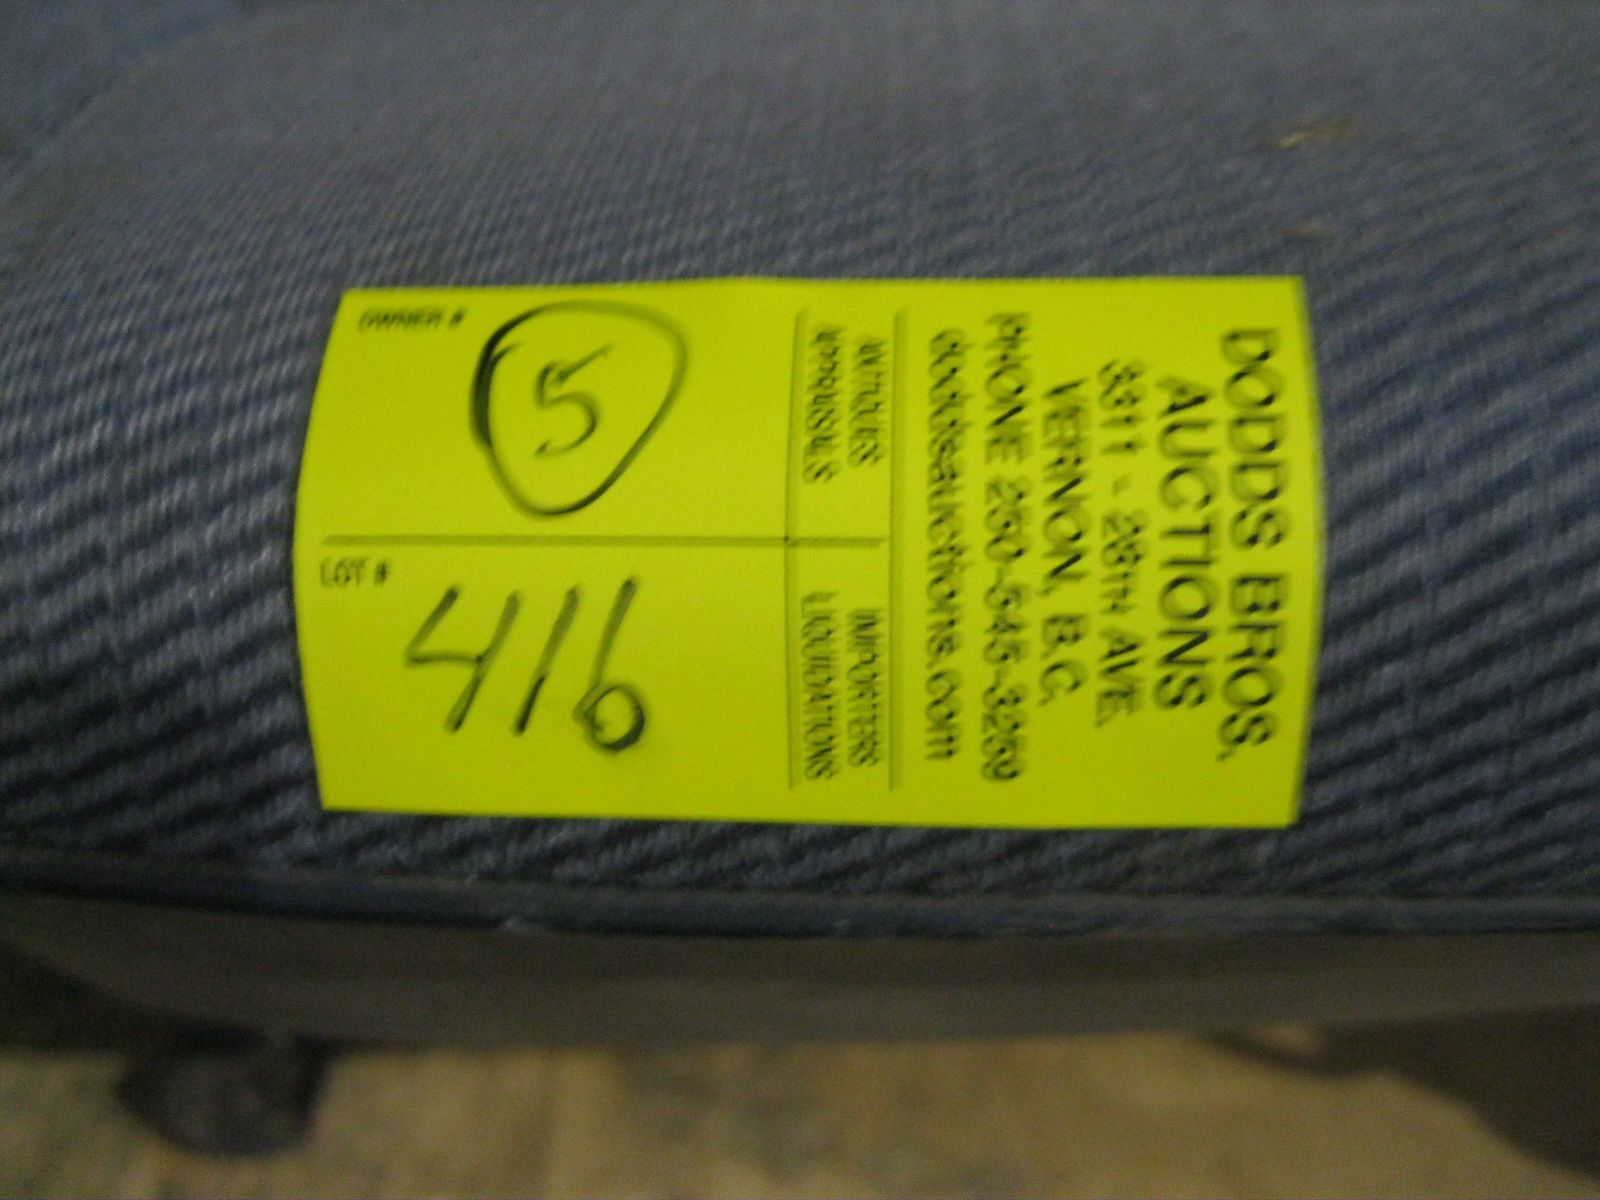 DODDS BROS.
AUCTIONS
3311 - 28TH AVE.
VERNON, B.C.
PHONE 250-545-3259
doddsauctions.com
ANTIQUES
APPRAISALS
IMPORTERS
LIQUIDATIONS
OWNER #
5
LOT #
416